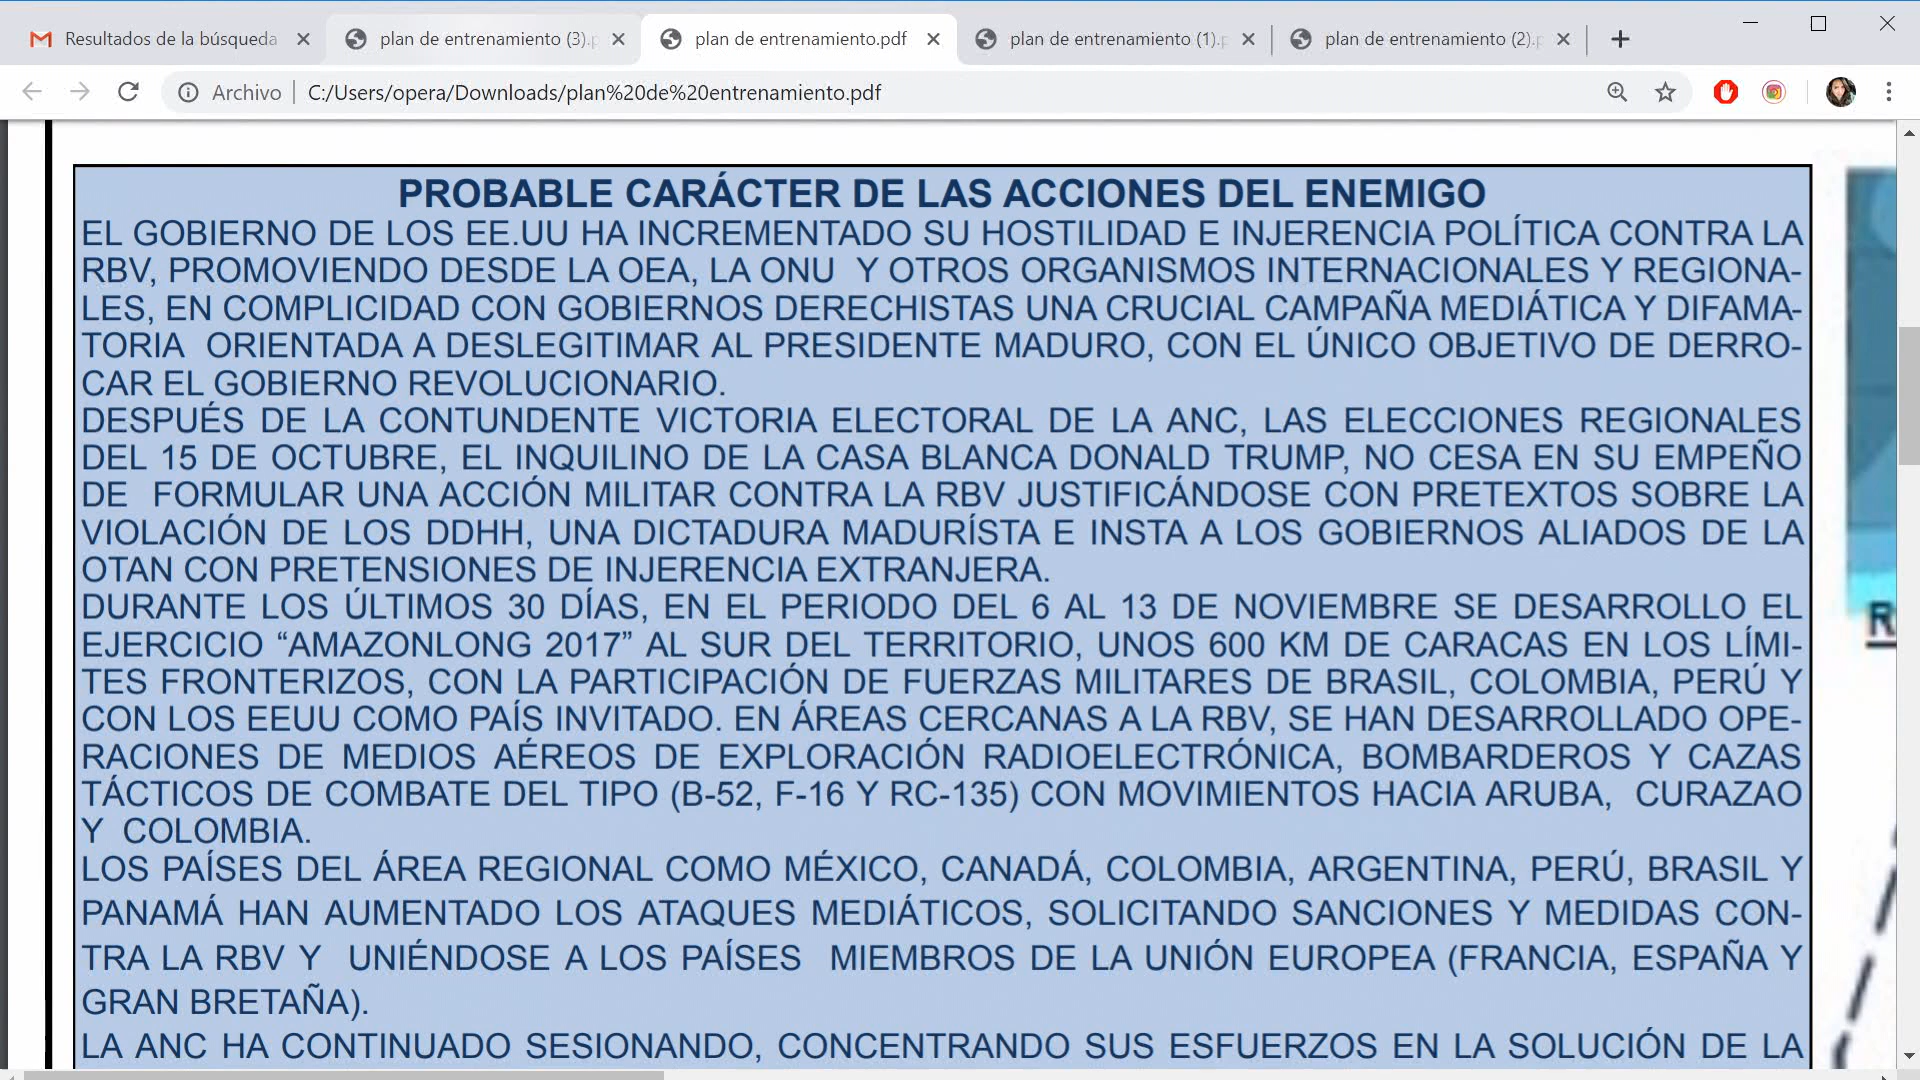 Resultados de la búsqueda
plan de entrenamiento (3).p
plan de entrenamiento.pdf
plan de entrenamiento (1).p
plan de entrenamiento (2).p
Archivo
C:/Users/opera/Downloads/plan%20de%20entrenamiento.pdf
PROBABLE CARÁCTER DE LAS ACCIONES DEL ENEMIGO
EL GOBIERNO DE LOS EE.UU HA INCREMENTADO SU HOSTILIDAD E INJERENCIA POLÍTICA CONTRA LA
RBV, PROMOVIENDO DESDE LA OEA, LA ONU Y OTROS ORGANISMOS INTERNACIONALES Y REGIONA-
LES, EN COMPLICIDAD CON GOBIERNOS DERECHISTAS UNA CRUCIAL CAMPAÑA MEDIÁTICA Y DIFAMA-
TORIA ORIENTADA A DESLEGITIMAR AL PRESIDENTE MADURO, CON EL ÚNICO OBJETIVO DE DERRO-
CAR EL GOBIERNO REVOLUCIONARIO.
DESPUÉS DE LA CONTUNDENTE VICTORIA ELECTORAL DE LA ANC, LAS ELECCIONES REGIONALES
DEL 15 DE OCTUBRE, EL INQUILINO DE LA CASA BLANCA DONALD TRUMP, NO CESA EN SU EMPEÑO
DE FORMULAR UNA ACCIÓN MILITAR CONTRA LA RBV JUSTIFICÁNDOSE CON PRETEXTOS SOBRE LA
VIOLACIÓN DE LOS DDHH, UNA DICTADURA MADURÍSTA E INSTA A LOS GOBIERNOS ALIADOS DE LA
OTAN CON PRETENSIONES DE INJERENCIA EXTRANJERA.
DURANTE LOS ÚLTIMOS 30 DÍAS, EN EL PERIODO DEL 6 AL 13 DE NOVIEMBRE SE DESARROLLO EL
EJERCICIO “AMAZONLONG 2017” AL SUR DEL TERRITORIO, UNOS 600 KM DE CARACAS EN LOS LÍMI-
TES FRONTERIZOS, CON LA PARTICIPACIÓN DE FUERZAS MILITARES DE BRASIL, COLOMBIA, PERÚ Y
CON LOS EEUU COMO PAÍS INVITADO. EN ÁREAS CERCANAS A LA RBV, SE HAN DESARROLLADO OPE-
RACIONES DE MEDIOS AÉREOS DE EXPLORACIÓN RADIOELECTRÓNICA, BOMBARDEROS Y CAZAS
TÁCTICOS DE COMBATE DEL TIPO (B-52, F-16 Y RC-135) CON MOVIMIENTOS HACIA ARUBA, CURAZAO
Y COLOMBIA.
LOS PAÍSES DEL ÁREA REGIONAL COMO MÉXICO, CANADÁ, COLOMBIA, ARGENTINA, PERÚ, BRASIL Y
PANAMÁ HAN AUMENTADO LOS ATAQUES MEDIÁTICOS, SOLICITANDO SANCIONES Y MEDIDAS CON-
TRA LA RBV Y UNIÉNDOSE A LOS PAÍSES MIEMBROS DE LA UNIÓN EUROPEA (FRANCIA, ESPAÑA Y
GRAN BRETAÑA).
LA ANC HA CONTINUADO SESIONANDO, CONCENTRANDO SUS ESFUERZOS EN LA SOLUCIÓN DE LA